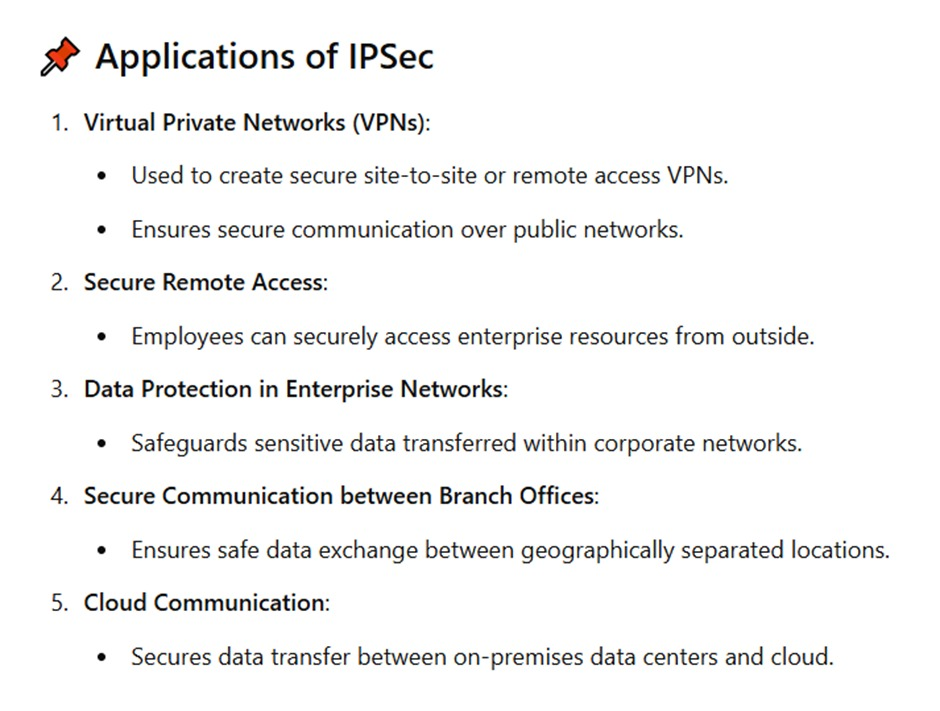 📌 Applications of IPSec
1. Virtual Private Networks (VPNs):
• Used to create secure site-to-site or remote access VPNs.
• Ensures secure communication over public networks.
2. Secure Remote Access:
• Employees can securely access enterprise resources from outside.
3. Data Protection in Enterprise Networks:
• Safeguards sensitive data transferred within corporate networks.
4. Secure Communication between Branch Offices:
• Ensures safe data exchange between geographically separated locations.
5. Cloud Communication:
• Secures data transfer between on-premises data centers and cloud.